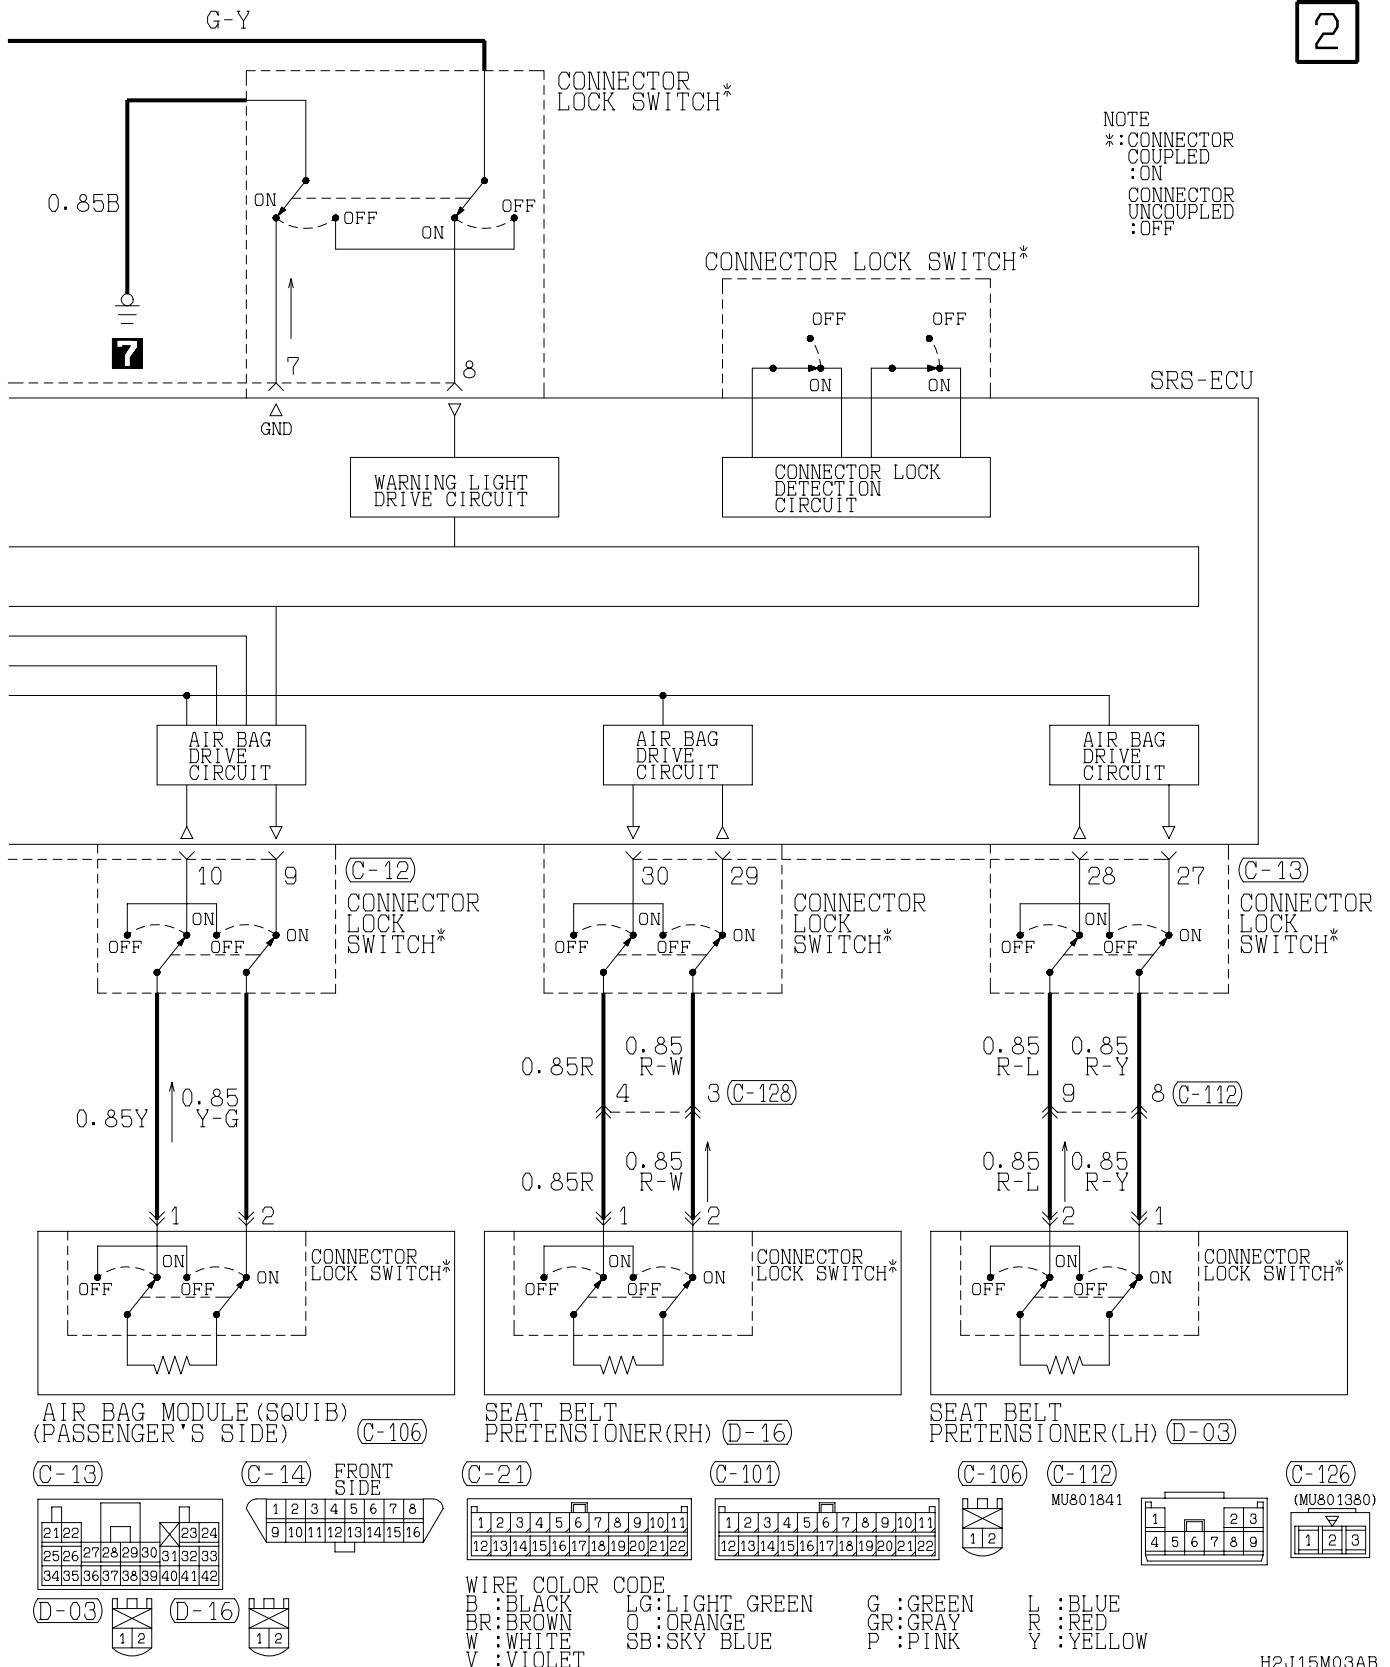 G-Y
2
CONNECTOR
LOCK SWITCH*
NOTE
*:CONNECTOR
COUPLED
:ON
CONNECTOR
UNCOUPLED
:OFF
0.85B
ON
OFF
ON
OFF
7
7
8
CONNECTOR LOCK SWITCH*
OFF
OFF
ON
ON
SRS-ECU
GND
WARNING LIGHT
DRIVE CIRCUIT
CONNECTOR LOCK
DETECTION
CIRCUIT
AIR BAG
DRIVE
CIRCUIT
AIR BAG
DRIVE
CIRCUIT
AIR BAG
DRIVE
CIRCUIT
10
9
C-12
CONNECTOR
LOCK
SWITCH*
OFF
ON
OFF
ON
30
29
CONNECTOR
LOCK
SWITCH*
OFF
ON
OFF
ON
28
27
C-13
CONNECTOR
LOCK
SWITCH*
OFF
ON
OFF
ON
0.85Y
0.85
Y-G
0.85R
0.85
R-W
4
3
C-128
0.85R
0.85
R-W
0.85
R-L
0.85
R-Y
9
8
C-112
0.85
R-L
0.85
R-Y
1
2
1
2
2
1
OFF
ON
OFF
ON
CONNECTOR
LOCK SWITCH*
OFF
ON
OFF
ON
CONNECTOR
LOCK SWITCH*
OFF
ON
OFF
ON
CONNECTOR
LOCK SWITCH*
AIR BAG MODULE(SQUIB)
(PASSENGER'S SIDE)
C-106
SEAT BELT
PRETENSIONER(RH)
D-16
SEAT BELT
PRETENSIONER(LH)
D-03
C-13
21 22 23 24
25 26 27 28 29 30 31 32 33
34 35 36 37 38 39 40 41 42
C-14
FRONT
SIDE
1 2 3 4 5 6 7 8
9 10 11 12 13 14 15 16
C-21
1 2 3 4 5 6 7 8 9 10 11
12 13 14 15 16 17 18 19 20 21 22
C-101
1 2 3 4 5 6 7 8 9 10 11
12 13 14 15 16 17 18 19 20 21 22
C-106
1 2
C-112
MU801841
1 2 3
4 5 6 7 8 9
C-126
(MU801380)
1 2 3
D-03
1 2
D-16
1 2
WIRE COLOR CODE
B :BLACK LG:LIGHT GREEN G :GREEN L :BLUE
BR:BROWN O :ORANGE GR:GRAY R :RED
W :WHITE SB:SKY BLUE P :PINK Y :YELLOW
V :VIOLET
H2J15M03AB